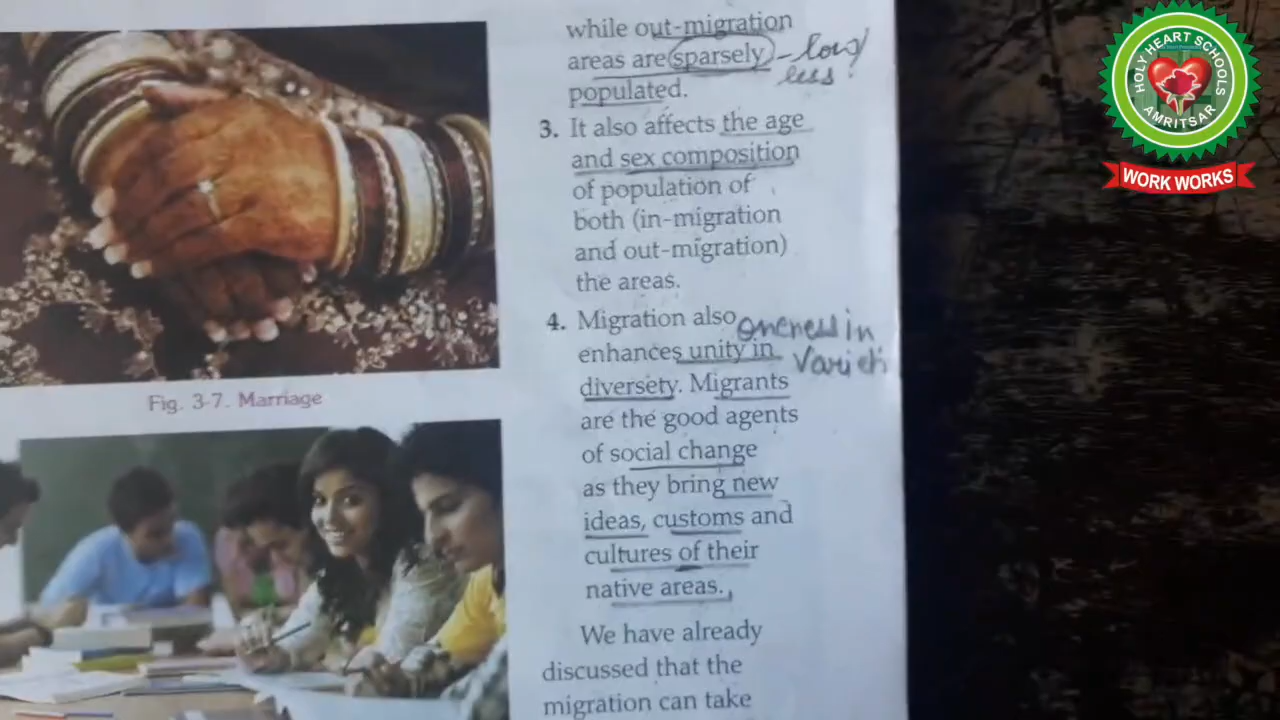 while out-migration
areas are sparsely - low/
less
populated.
3. It also affects the age
and sex composition
of population of
both (in-migration
and out-migration)
the areas.
4. Migration also
oneness in
enhances unity in
diversety. Migrants
are the good agents
of social change
as they bring new
ideas, customs and
cultures of their
native areas.
We have already
discussed that the
migration can take
Fig. 3-7. Marriage
HOLY HEART SCHOOLS
AMRITSAR
WORK WORKS